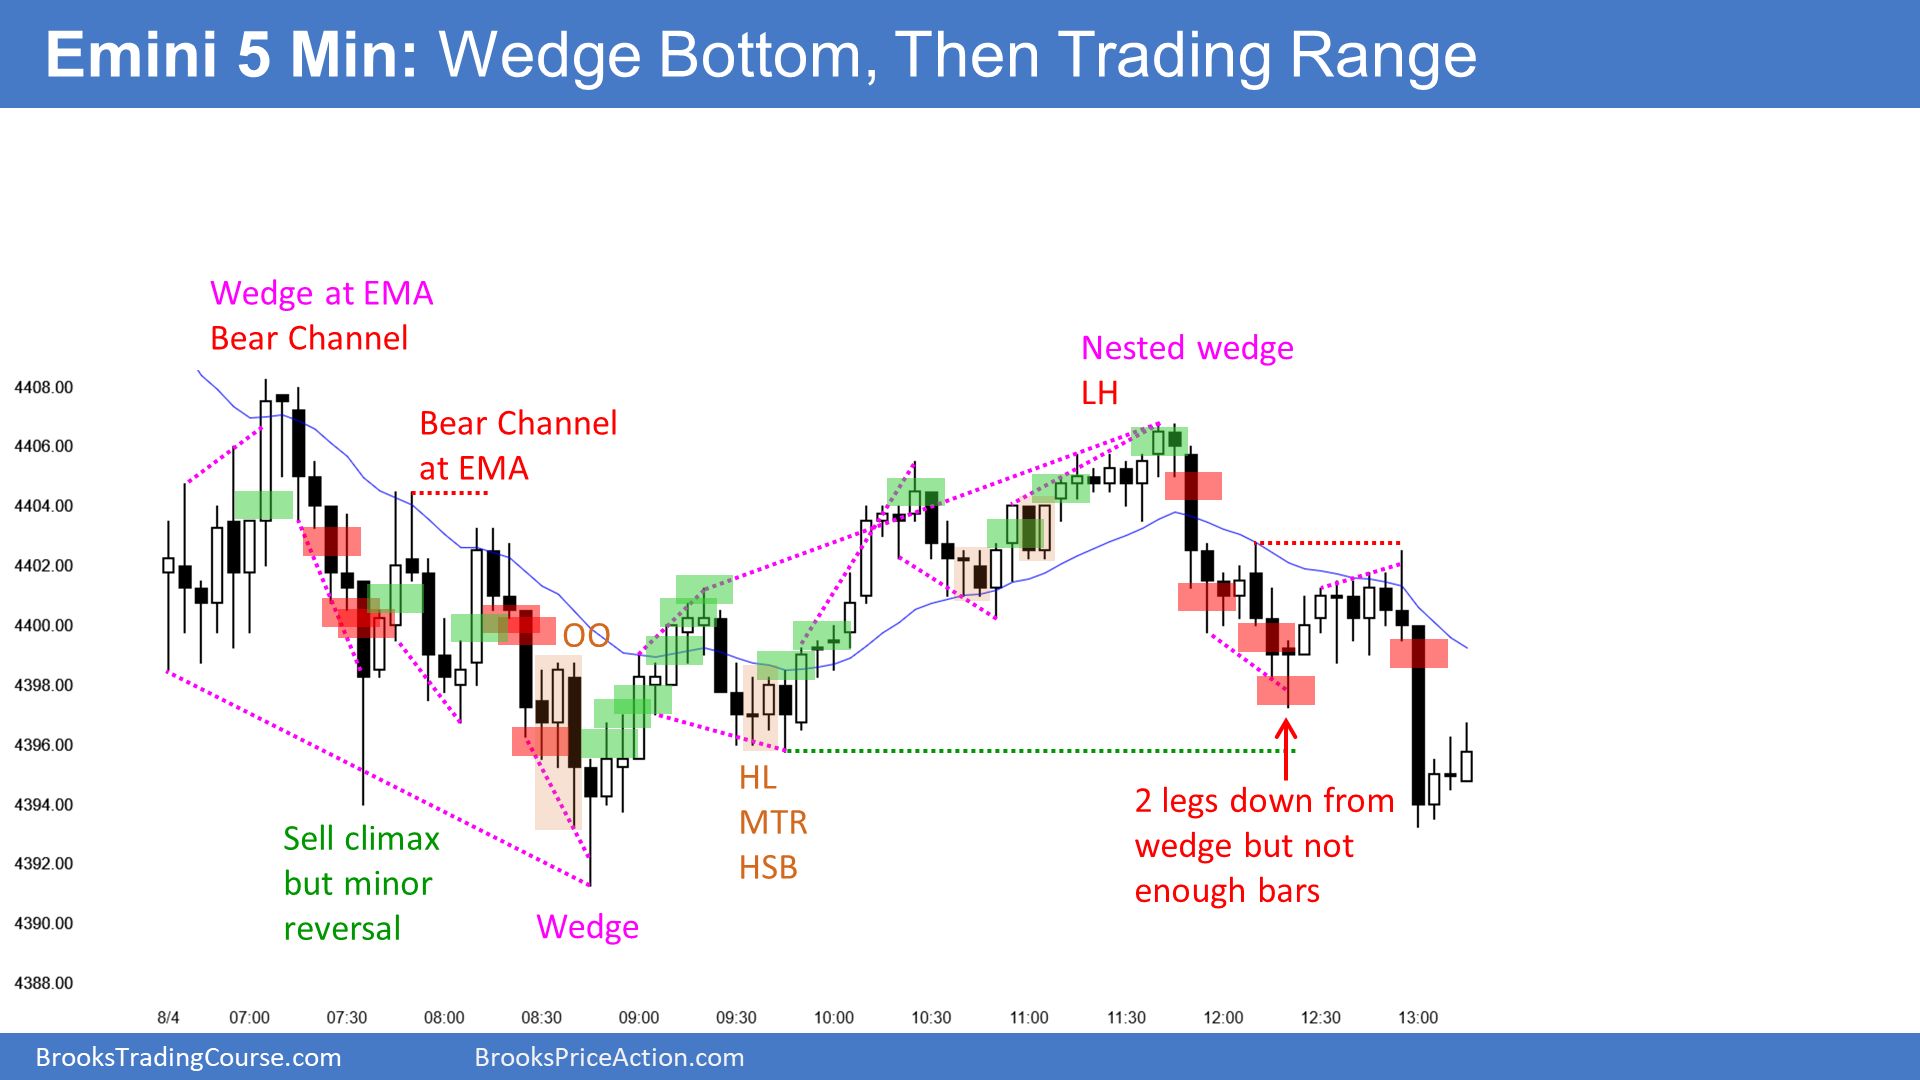 Emini 5 Min: Wedge Bottom, Then Trading Range
Wedge at EMA
Bear Channel
Bear Channel
at EMA
Nested wedge
LH
OO
HL
MTR
HSB
Sell climax
but minor
reversal
Wedge
2 legs down from
wedge but not
enough bars
4408.00
4406.00
4404.00
4402.00
4400.00
4398.00
4396.00
4394.00
4392.00
4390.00
4388.00
8/4 07:00 07:30 08:00 08:30 09:00 09:30 10:00 10:30 11:00 11:30 12:00 12:30 13:00
BrooksTradingCourse.com BrooksPriceAction.com